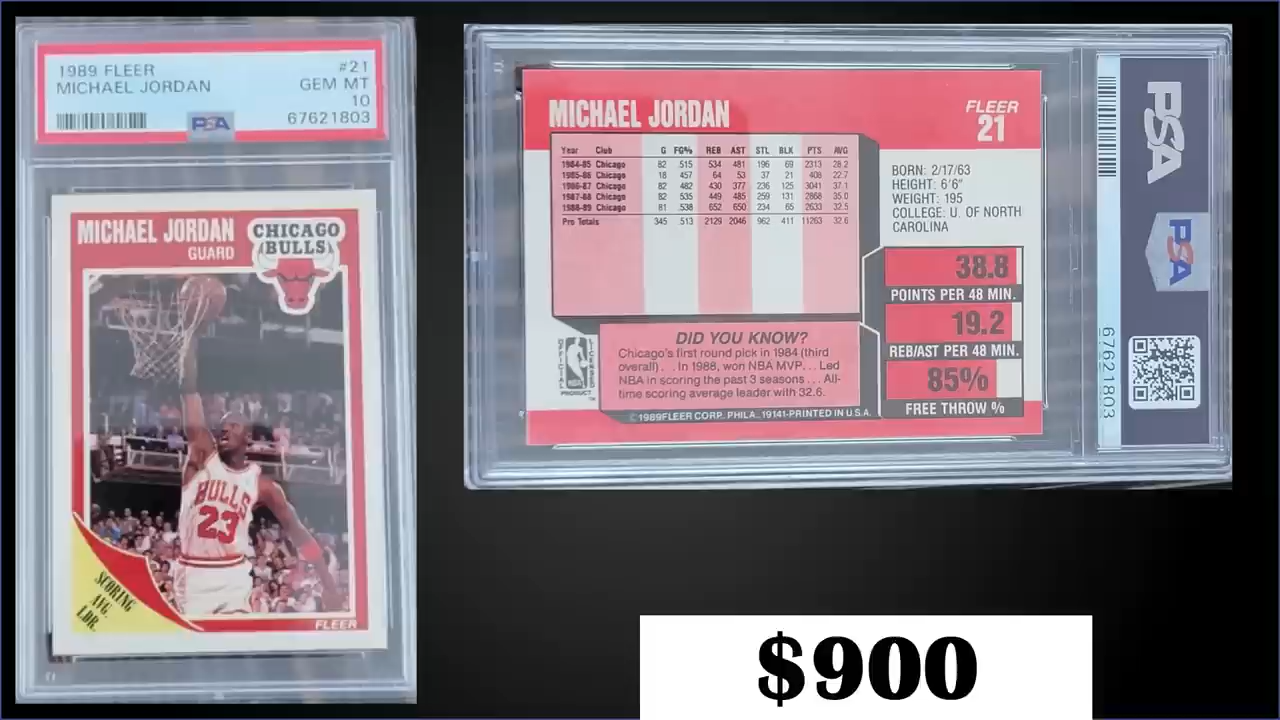 1989 FLEER #21
MICHAEL JORDAN GEM MT
10
PSA 67621803
MICHAEL JORDAN
GUARD
CHICAGO
BULLS
BULLS
23
SCORING
AVG.
LDR.
FLEER
MICHAEL JORDAN
FLEER
21
Year Club G FG% REB AST STL BLK PTS AVG
1984-85 Chicago 82 .515 534 481 196 69 2313 28.2
1985-86 Chicago 18 .457 64 53 37 21 408 22.7
1986-87 Chicago 82 .482 430 377 236 125 3041 37.1
1987-88 Chicago 82 .535 449 485 259 131 2868 35.0
1988-89 Chicago 81 .538 652 650 234 65 2633 32.5
Pro Totals 345 .513 2129 2046 962 411 11263 32.6
BORN: 2/17/63
HEIGHT: 6'6"
WEIGHT: 195
COLLEGE: U. OF NORTH
CAROLINA
38.8
POINTS PER 48 MIN.
19.2
REB/AST PER 48 MIN.
85%
FREE THROW %
OFFICIAL LICENSED
NBA
PRODUCT
TM
DID YOU KNOW?
Chicago's first round pick in 1984 (third
overall) . . . In 1988, won NBA MVP . . . Led
NBA in scoring the past 3 seasons . . . All-
time scoring average leader with 32.6.
©1989 FLEER CORP. PHILA., 19141-PRINTED IN U.S.A.
PSA
PSA
67621803
$900